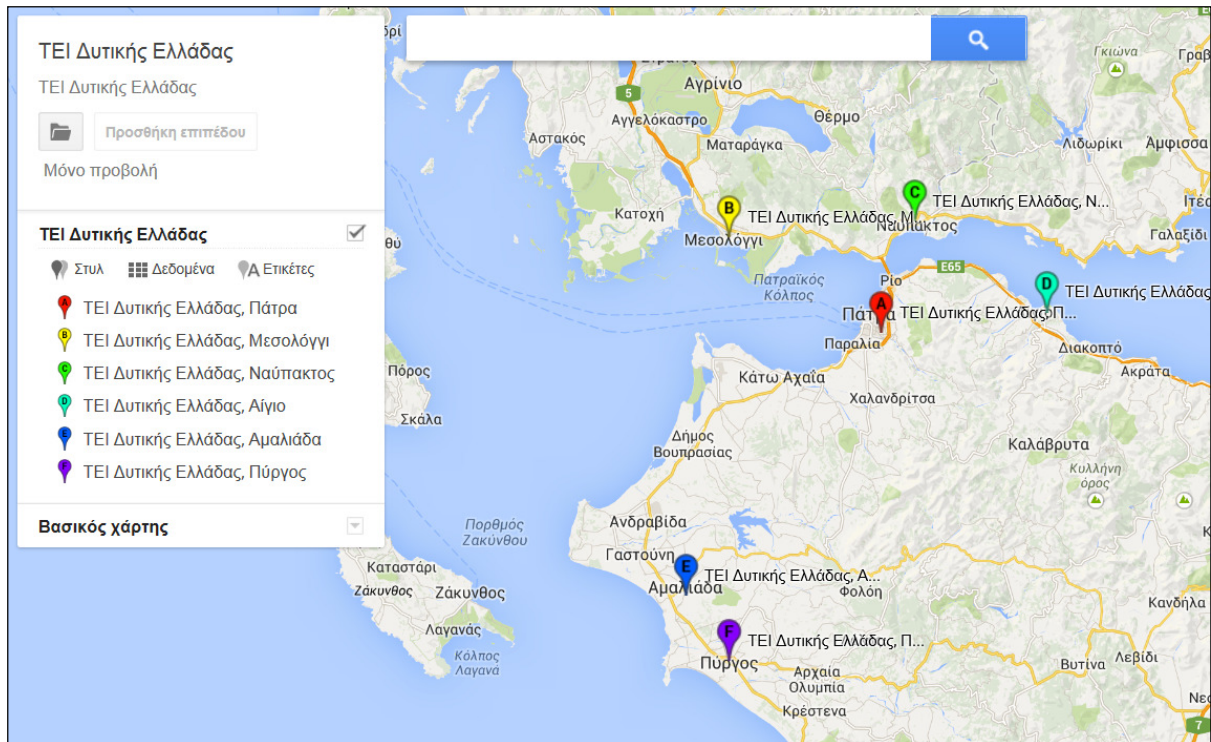 ΤΕΙ Δυτικής Ελλάδας
ΤΕΙ Δυτικής Ελλάδας
Προσθήκη επιπέδου
Μόνο προβολή
ΤΕΙ Δυτικής Ελλάδας
Στυλ Δεδομένα A Ετικέτες
A ΤΕΙ Δυτικής Ελλάδας, Πάτρα
B ΤΕΙ Δυτικής Ελλάδας, Μεσολόγγι
C ΤΕΙ Δυτικής Ελλάδας, Ναύπακτος
D ΤΕΙ Δυτικής Ελλάδας, Αίγιο
E ΤΕΙ Δυτικής Ελλάδας, Αμαλιάδα
F ΤΕΙ Δυτικής Ελλάδας, Πύργος
Βασικός χάρτης
Γκιώνα
Γραβ
5
Αγρίνιο
Αγγελόκαστρο
Θέρμο
Αστακός
Ματαράγκα
Λιδωρίκι
Άμφισσα
Κατοχή
B
ΤΕΙ Δυτικής Ελλάδας, Μ
C
ΤΕΙ Δυτικής Ελλάδας, Ν...
Ιτέα
Μεσολόγγι
Ναύπακτος
Γαλαξίδι
Πατραϊκός
Κόλπος
Ρίο
E65
D
ΤΕΙ Δυτικής Ελλάδας
A
ΤΕΙ Δυτικής Ελλάδας, Π...
Παραλία
Διακοπτό
Πόρος
Κάτω Αχαΐα
Ακράτα
Χαλανδρίτσα
Σκάλα
Δήμος
Βουπρασίας
Καλάβρυτα
Κυλλήνη
όρος
Πορθμός
Ζακύνθου
Ανδραβίδα
Γαστούνη
Καταστάρι
E
ΤΕΙ Δυτικής Ελλάδας, Α...
Αμαλιάδα
Φολόη
Ζάκυνθος
Ζάκυνθος
Κανδήλα
Λαγανάς
F
ΤΕΙ Δυτικής Ελλάδας, Π...
Κόλπος
Λαγανά
Πύργος
Αρχαία
Ολυμπία
Βυτίνα
Λεβίδι
Κρέστενα
Νεο
7